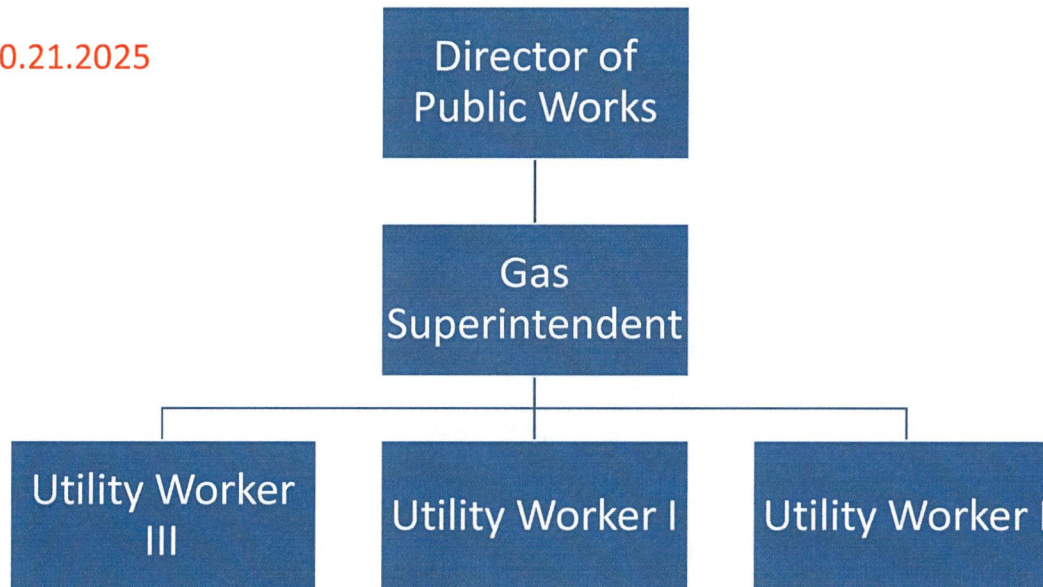 0.21.2025
Director of
Public Works
Gas
Superintendent
Utility Worker
III
Utility Worker I
Utility Worker